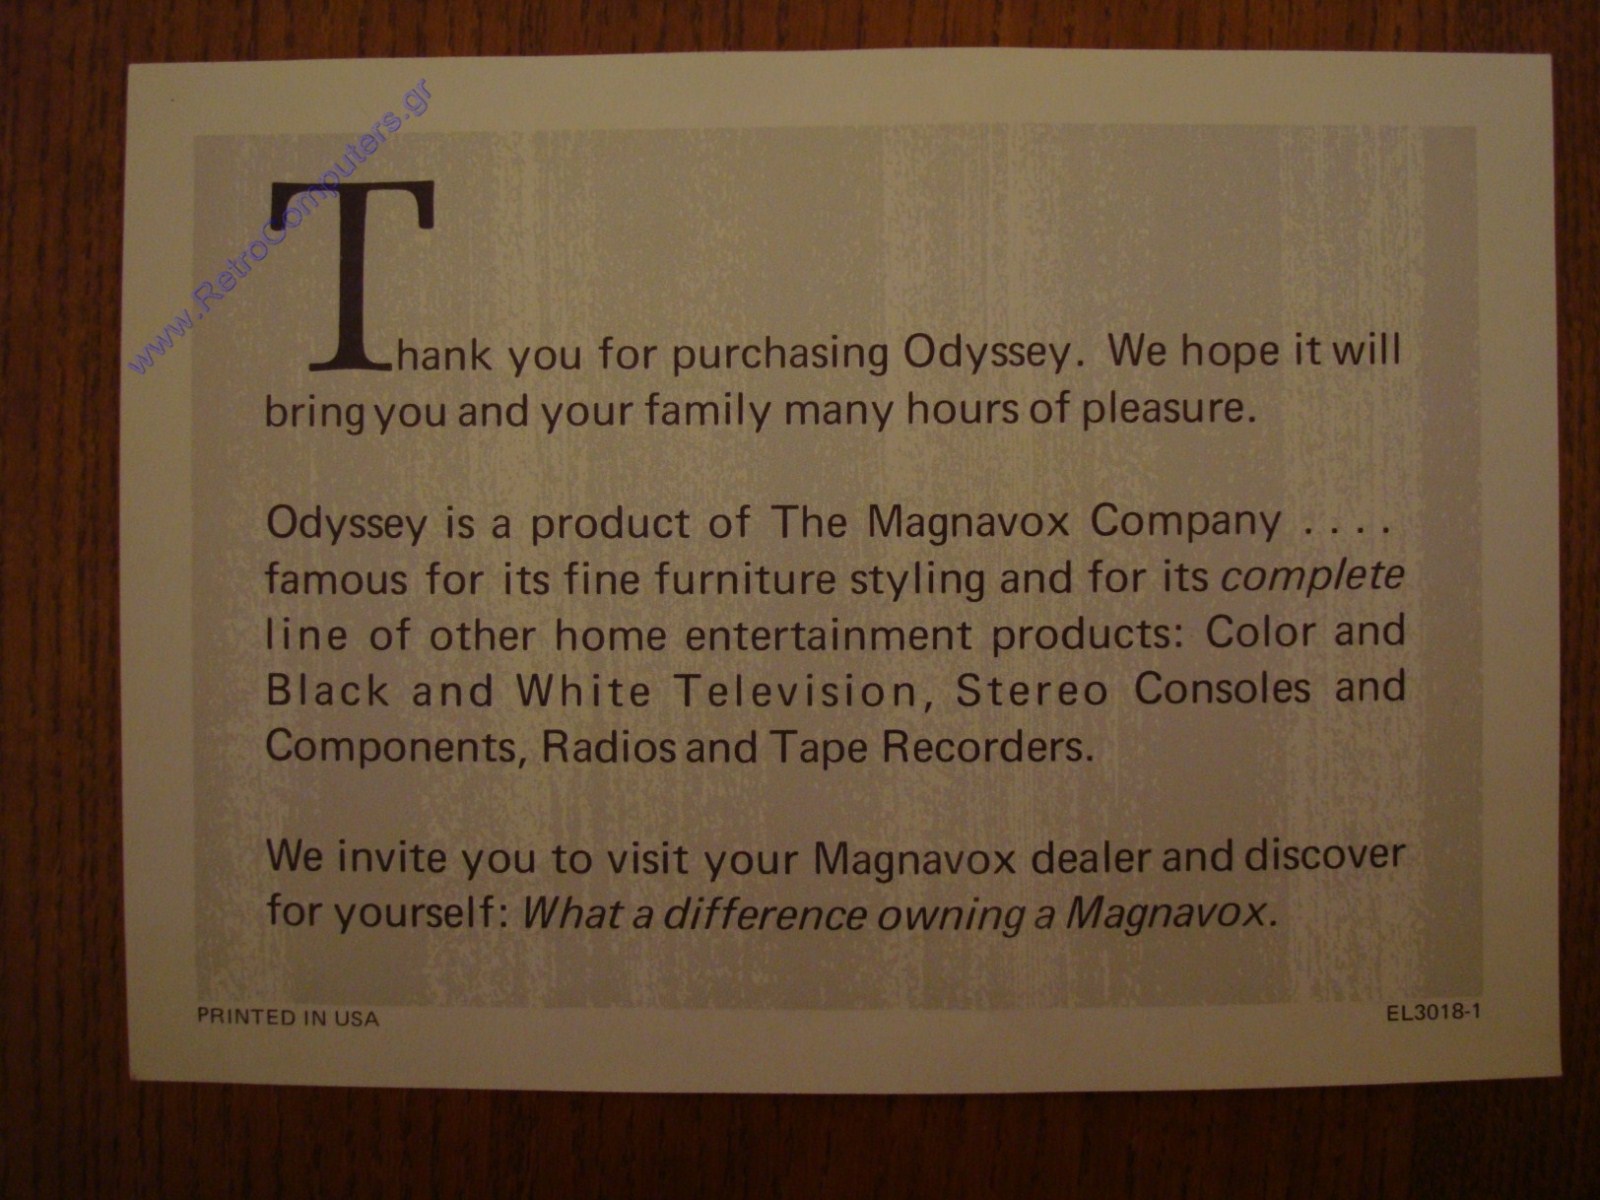 www.RetroComputers.gr
Thank you for purchasing Odyssey. We hope it will
bring you and your family many hours of pleasure.
Odyssey is a product of The Magnavox Company . . . .
famous for its fine furniture styling and for its complete
line of other home entertainment products: Color and
Black and White Television, Stereo Consoles and
Components, Radios and Tape Recorders.
We invite you to visit your Magnavox dealer and discover
for yourself: What a difference owning a Magnavox.
PRINTED IN USA
EL3018-1